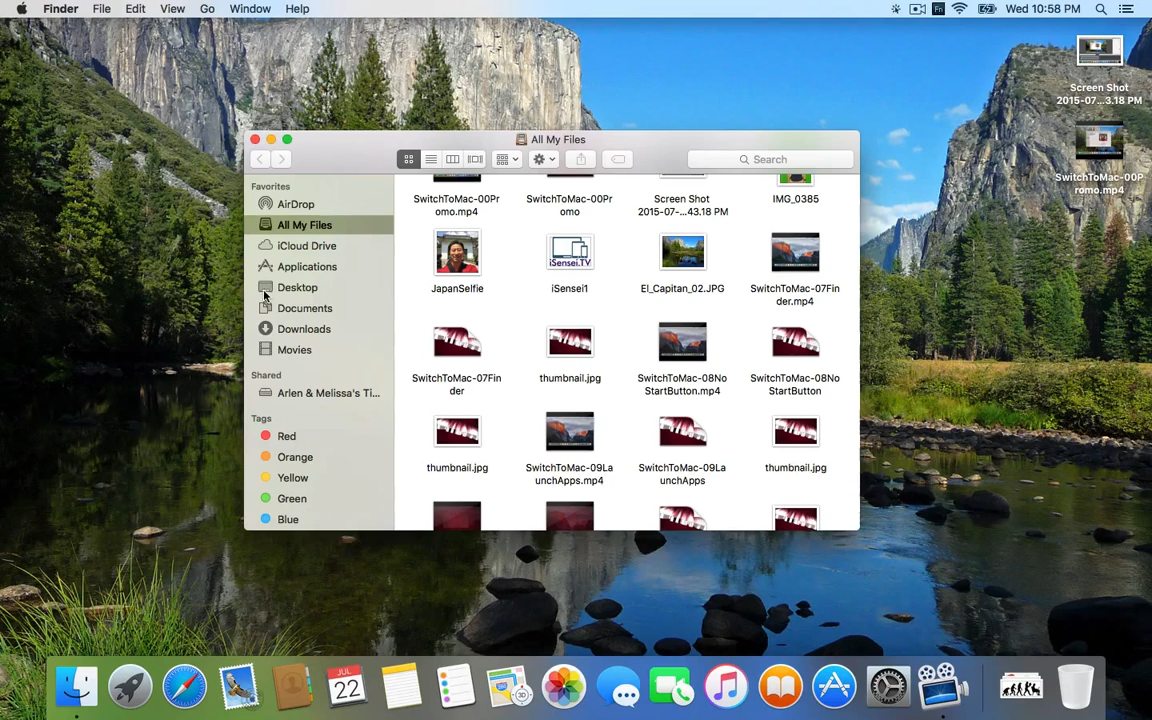 Finder File Edit View Go Window Help
Fn Wed 10:58 PM
Screen Shot
2015-07...3.18 PM
SwitchToMac-00P
romo.mp4
All My Files
Search
Favorites
AirDrop
All My Files
iCloud Drive
Applications
Desktop
Documents
Downloads
Movies
Shared
Arlen & Melissa's Ti...
Tags
Red
Orange
Yellow
Green
Blue
SwitchToMac-00Pr
omo.mp4
SwitchToMac-00Pr
omo
Screen Shot
2015-07-...43.18 PM
IMG_0385
JapanSelfie
iSensei.TV
iSensei1
El_Capitan_02.JPG
SwitchToMac-07Fin
der.mp4
SwitchToMac-07Fin
der
thumbnail.jpg
SwitchToMac-08No
StartButton.mp4
SwitchToMac-08No
StartButton
thumbnail.jpg
SwitchToMac-09La
unchApps.mp4
SwitchToMac-09La
unchApps
thumbnail.jpg
JUL
22
3D